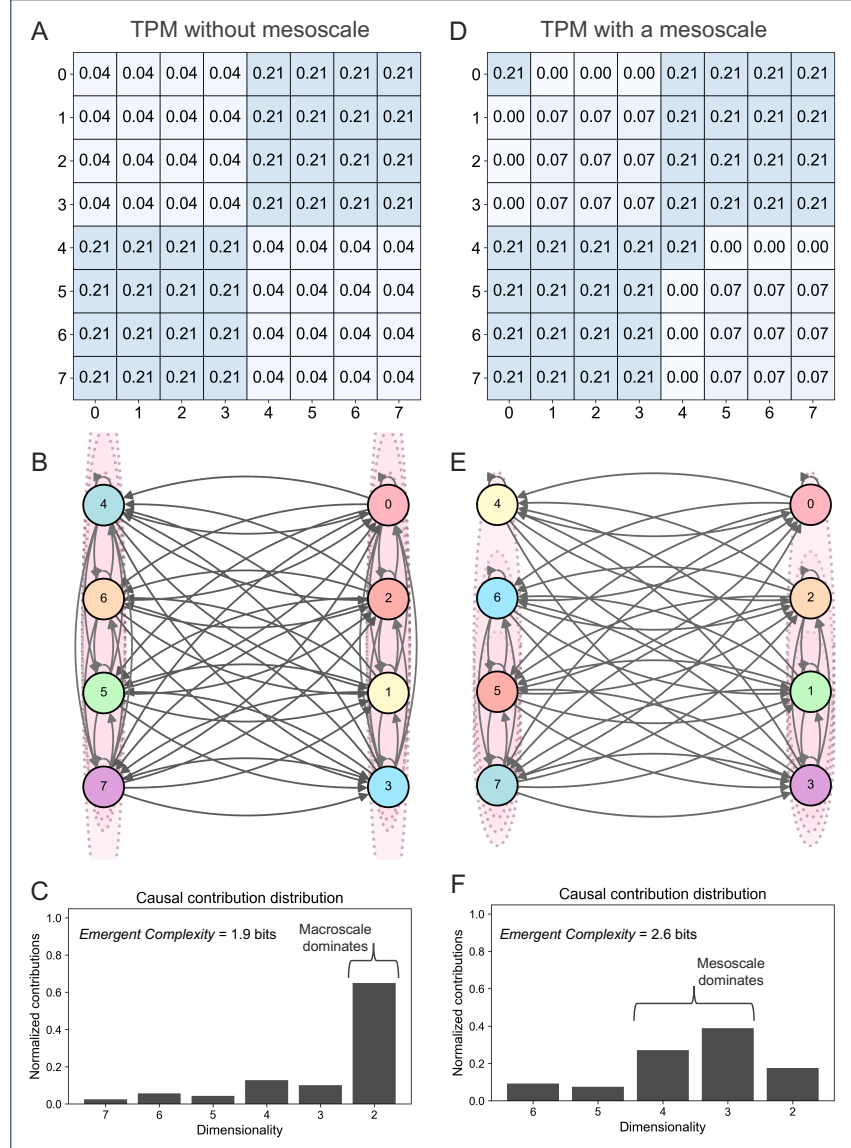 A
TPM without mesoscale
0 0.04 0.04 0.04 0.04 0.21 0.21 0.21 0.21
1 0.04 0.04 0.04 0.04 0.21 0.21 0.21 0.21
2 0.04 0.04 0.04 0.04 0.21 0.21 0.21 0.21
3 0.04 0.04 0.04 0.04 0.21 0.21 0.21 0.21
4 0.21 0.21 0.21 0.21 0.04 0.04 0.04 0.04
5 0.21 0.21 0.21 0.21 0.04 0.04 0.04 0.04
6 0.21 0.21 0.21 0.21 0.04 0.04 0.04 0.04
7 0.21 0.21 0.21 0.21 0.04 0.04 0.04 0.04
0 1 2 3 4 5 6 7
B
4 0
6 2
5 1
7 3
C
Causal contribution distribution
Emergent Complexity = 1.9 bits
Macroscale
dominates
Normalized contributions
1.0
0.8
0.6
0.4
0.2
0.0
7 6 5 4 3 2
Dimensionality
D
TPM with a mesoscale
0 0.21 0.00 0.00 0.00 0.21 0.21 0.21 0.21
1 0.00 0.07 0.07 0.07 0.21 0.21 0.21 0.21
2 0.00 0.07 0.07 0.07 0.21 0.21 0.21 0.21
3 0.00 0.07 0.07 0.07 0.21 0.21 0.21 0.21
4 0.21 0.21 0.21 0.21 0.21 0.00 0.00 0.00
5 0.21 0.21 0.21 0.21 0.00 0.07 0.07 0.07
6 0.21 0.21 0.21 0.21 0.00 0.07 0.07 0.07
7 0.21 0.21 0.21 0.21 0.00 0.07 0.07 0.07
0 1 2 3 4 5 6 7
E
4 0
6 2
5 1
7 3
F
Causal contribution distribution
Emergent Complexity = 2.6 bits
Mesoscale
dominates
Normalized contributions
1.0
0.8
0.6
0.4
0.2
0.0
6 5 4 3 2
Dimensionality